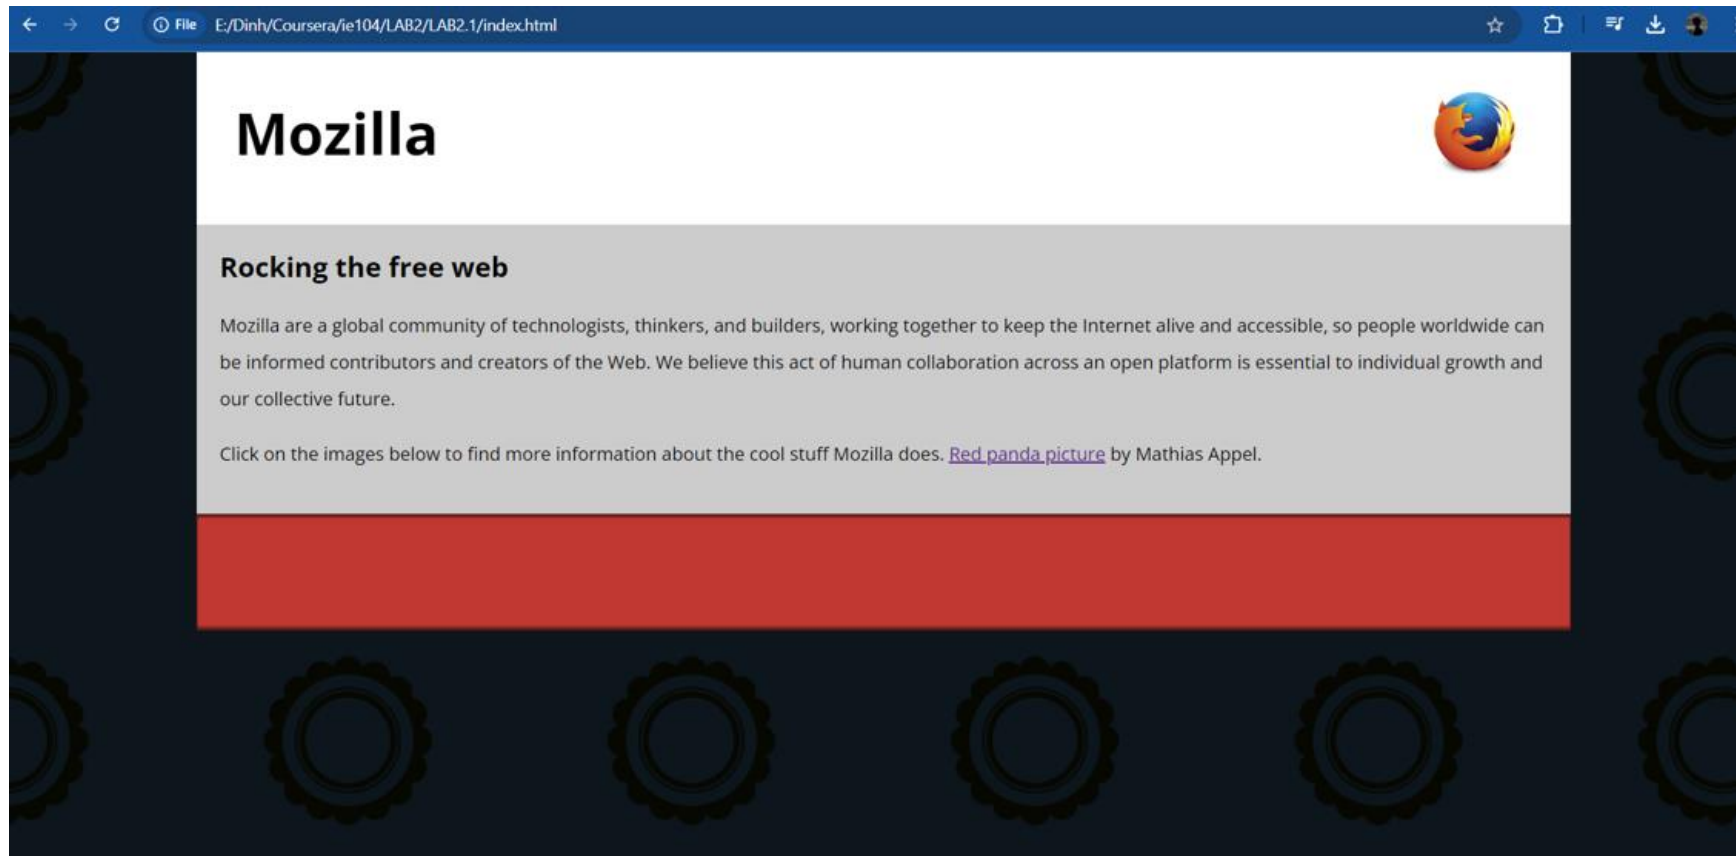 File E:/Dinh/Coursera/ie104/LAB2/LAB2.1/index.html
Mozilla
Rocking the free web
Mozilla are a global community of technologists, thinkers, and builders, working together to keep the Internet alive and accessible, so people worldwide can
be informed contributors and creators of the Web. We believe this act of human collaboration across an open platform is essential to individual growth and
our collective future.
Click on the images below to find more information about the cool stuff Mozilla does. Red panda picture by Mathias Appel.